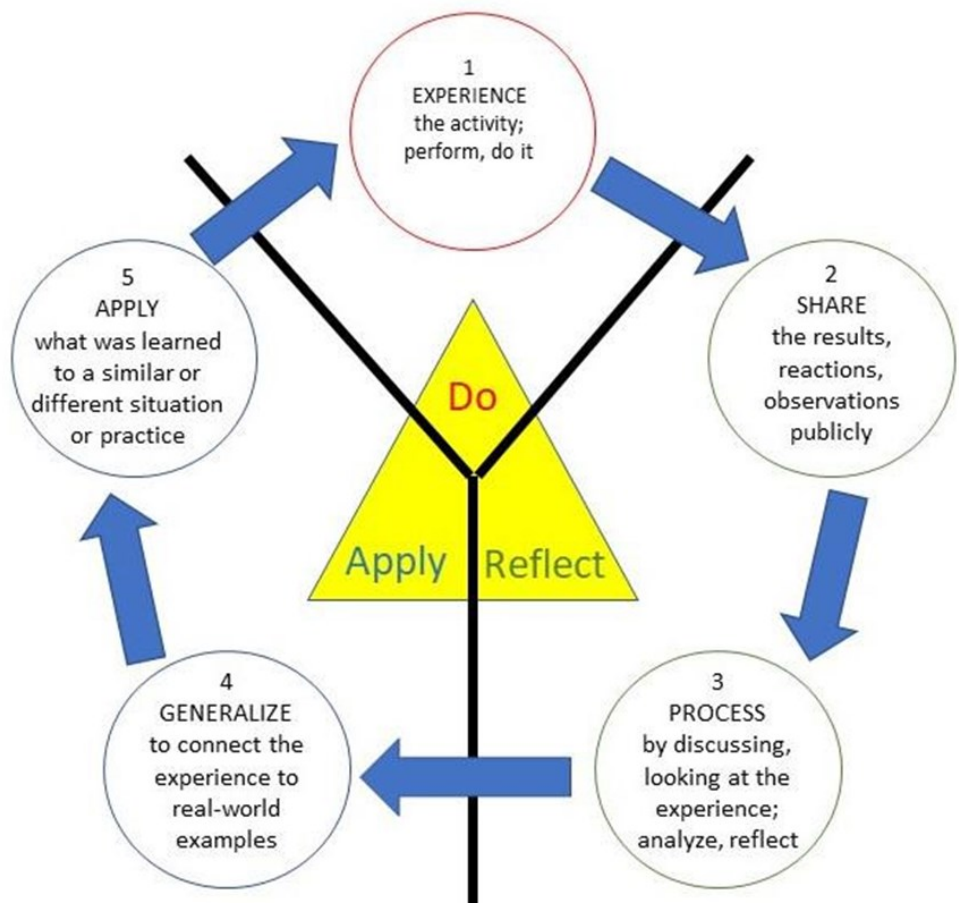 1
EXPERIENCE
the activity;
perform, do it
2
SHARE
the results,
reactions,
observations
publicly
3
PROCESS
by discussing,
looking at the
experience;
analyze, reflect
4
GENERALIZE
to connect the
experience to
real-world
examples
5
APPLY
what was learned
to a similar or
different situation
or practice
Do
Apply
Reflect